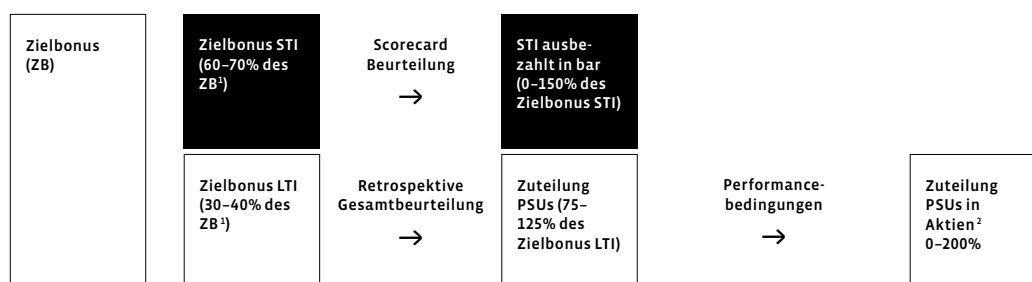 Zielbonus
(ZB)
Zielbonus STI
(60–70% des
ZB¹)
Scorecard
Beurteilung
→
STI ausbe-
zahlt in bar
(0–150% des
Zielbonus STI)
Zielbonus LTI
(30–40% des
ZB¹)
Retrospektive
Gesamtbeurteilung
→
Zuteilung
PSUs (75–
125% des
Zielbonus LTI)
Performance-
bedingungen
→
Zuteilung
PSUs in
Aktien²
0–200%